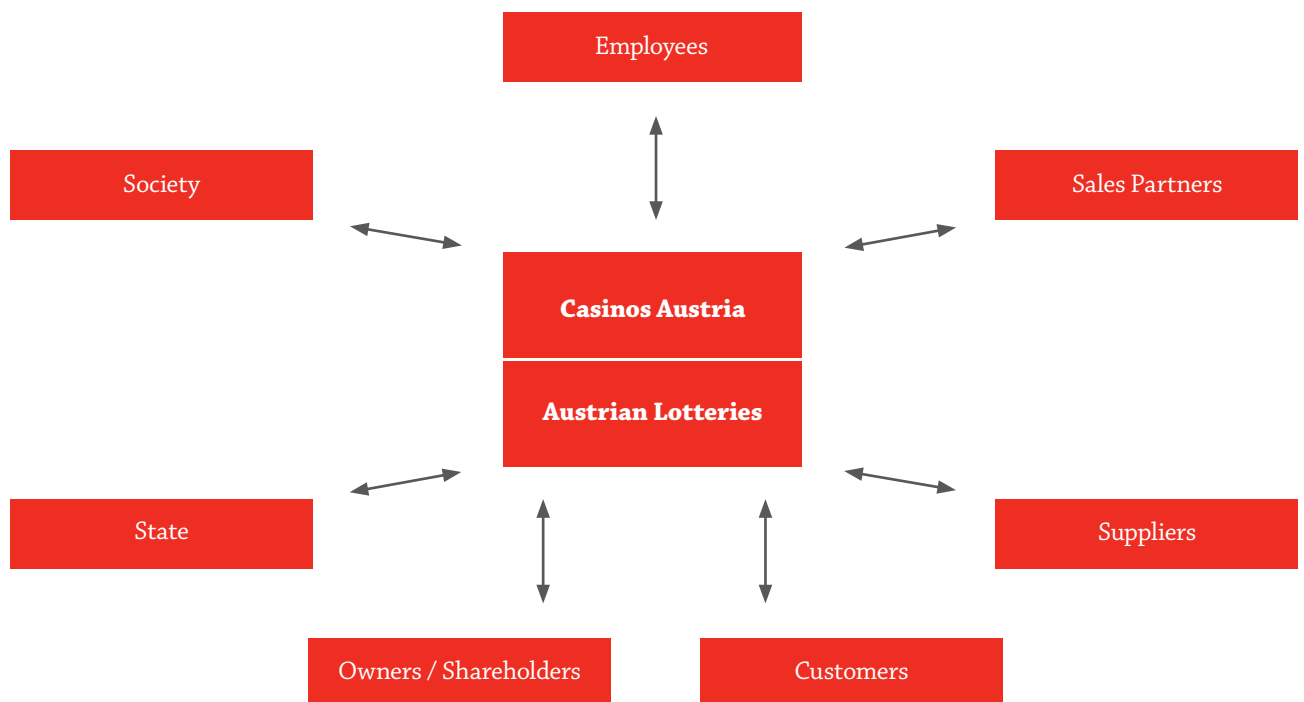 Employees
Society
Sales Partners
Casinos Austria
Austrian Lotteries
State
Suppliers
Owners / Shareholders
Customers